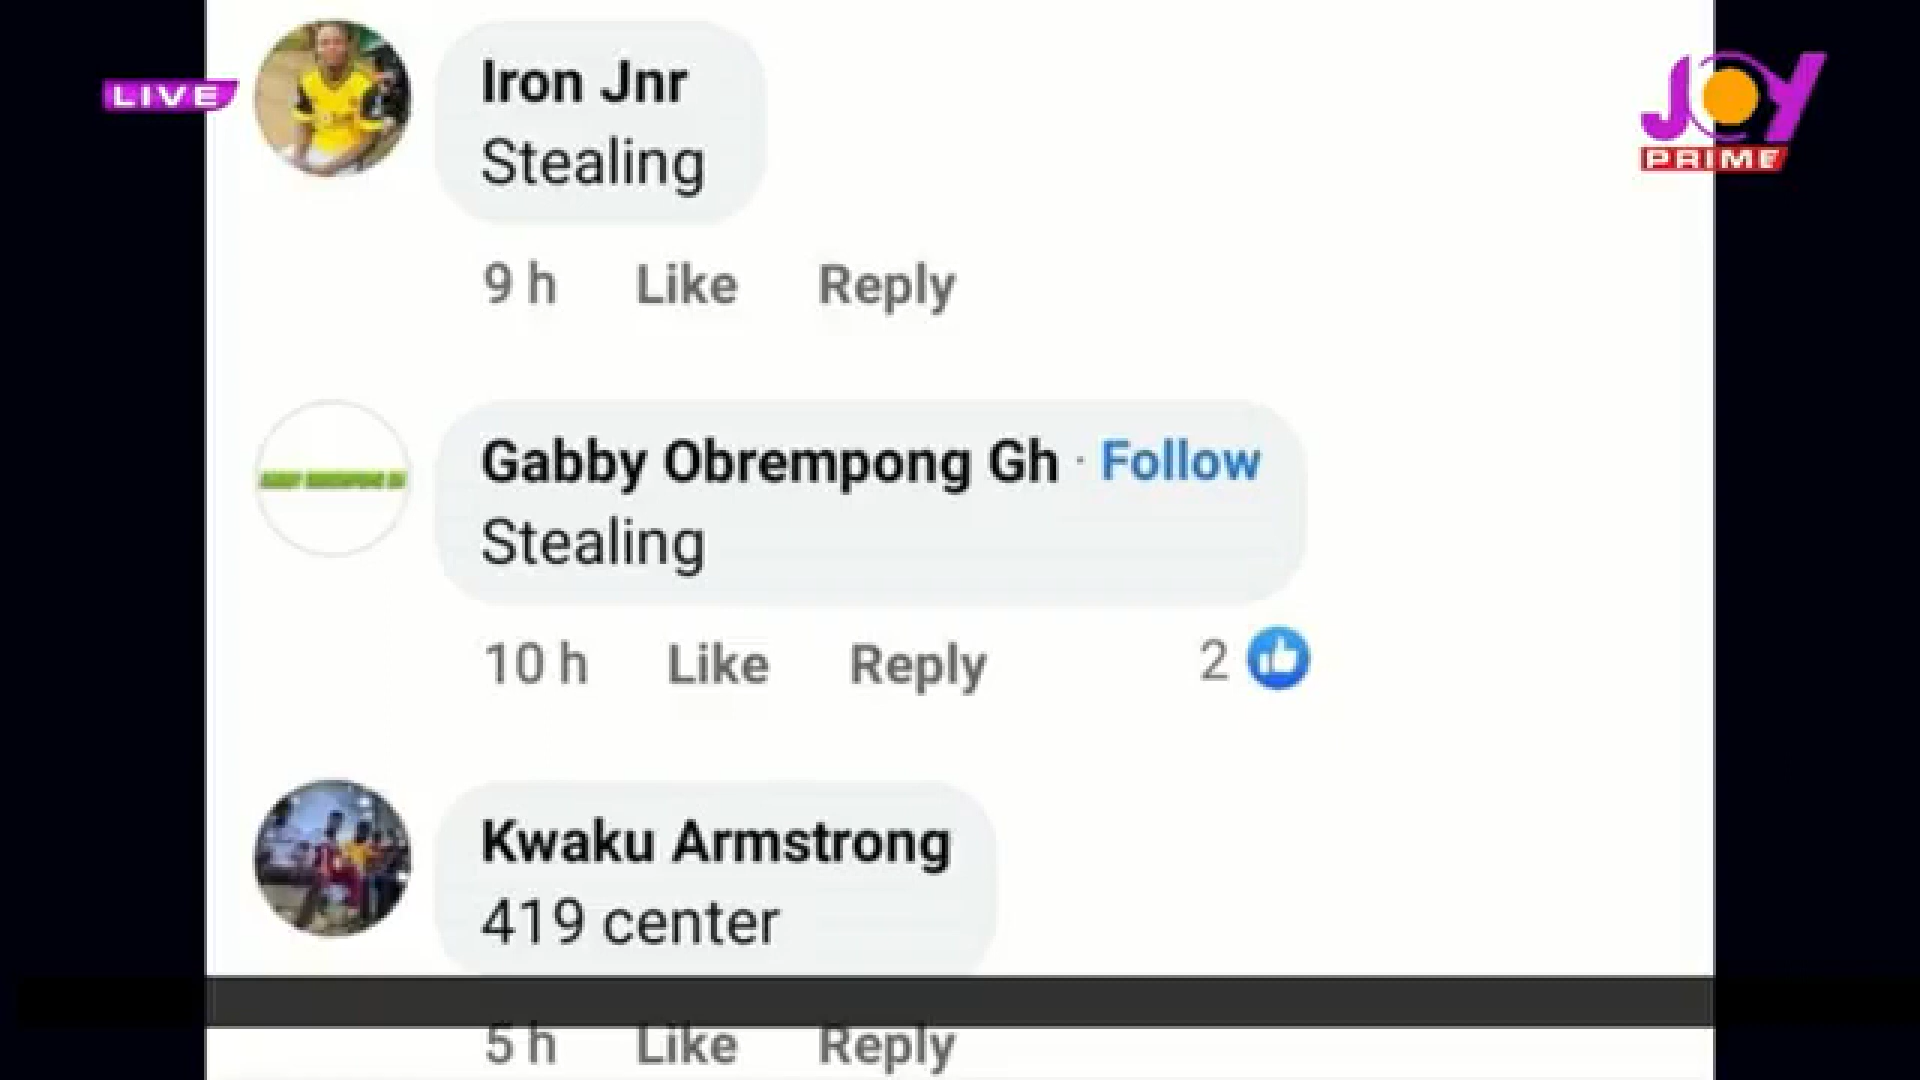 LIVE
JOY
PRIME
Iron Jnr
Stealing
9 h Like Reply
Gabby Obrempong Gh · Follow
Stealing
10 h Like Reply 2
Kwaku Armstrong
419 center
5 h Like Reply